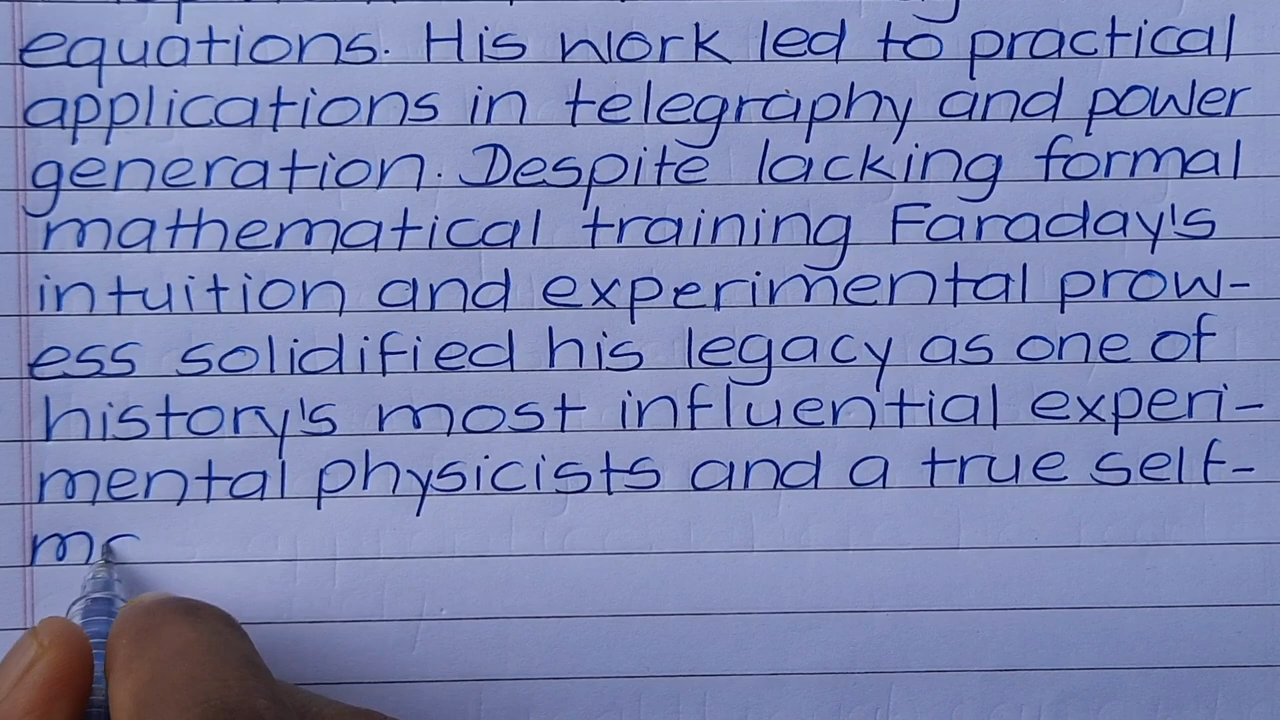 equations. His work led to practical
applications in telegraphy and power
generation. Despite lacking formal
mathematical training Faraday's
intuition and experimental prow-
ess solidified his legacy as one of
history's most influential experi-
mental physicists and a true self-